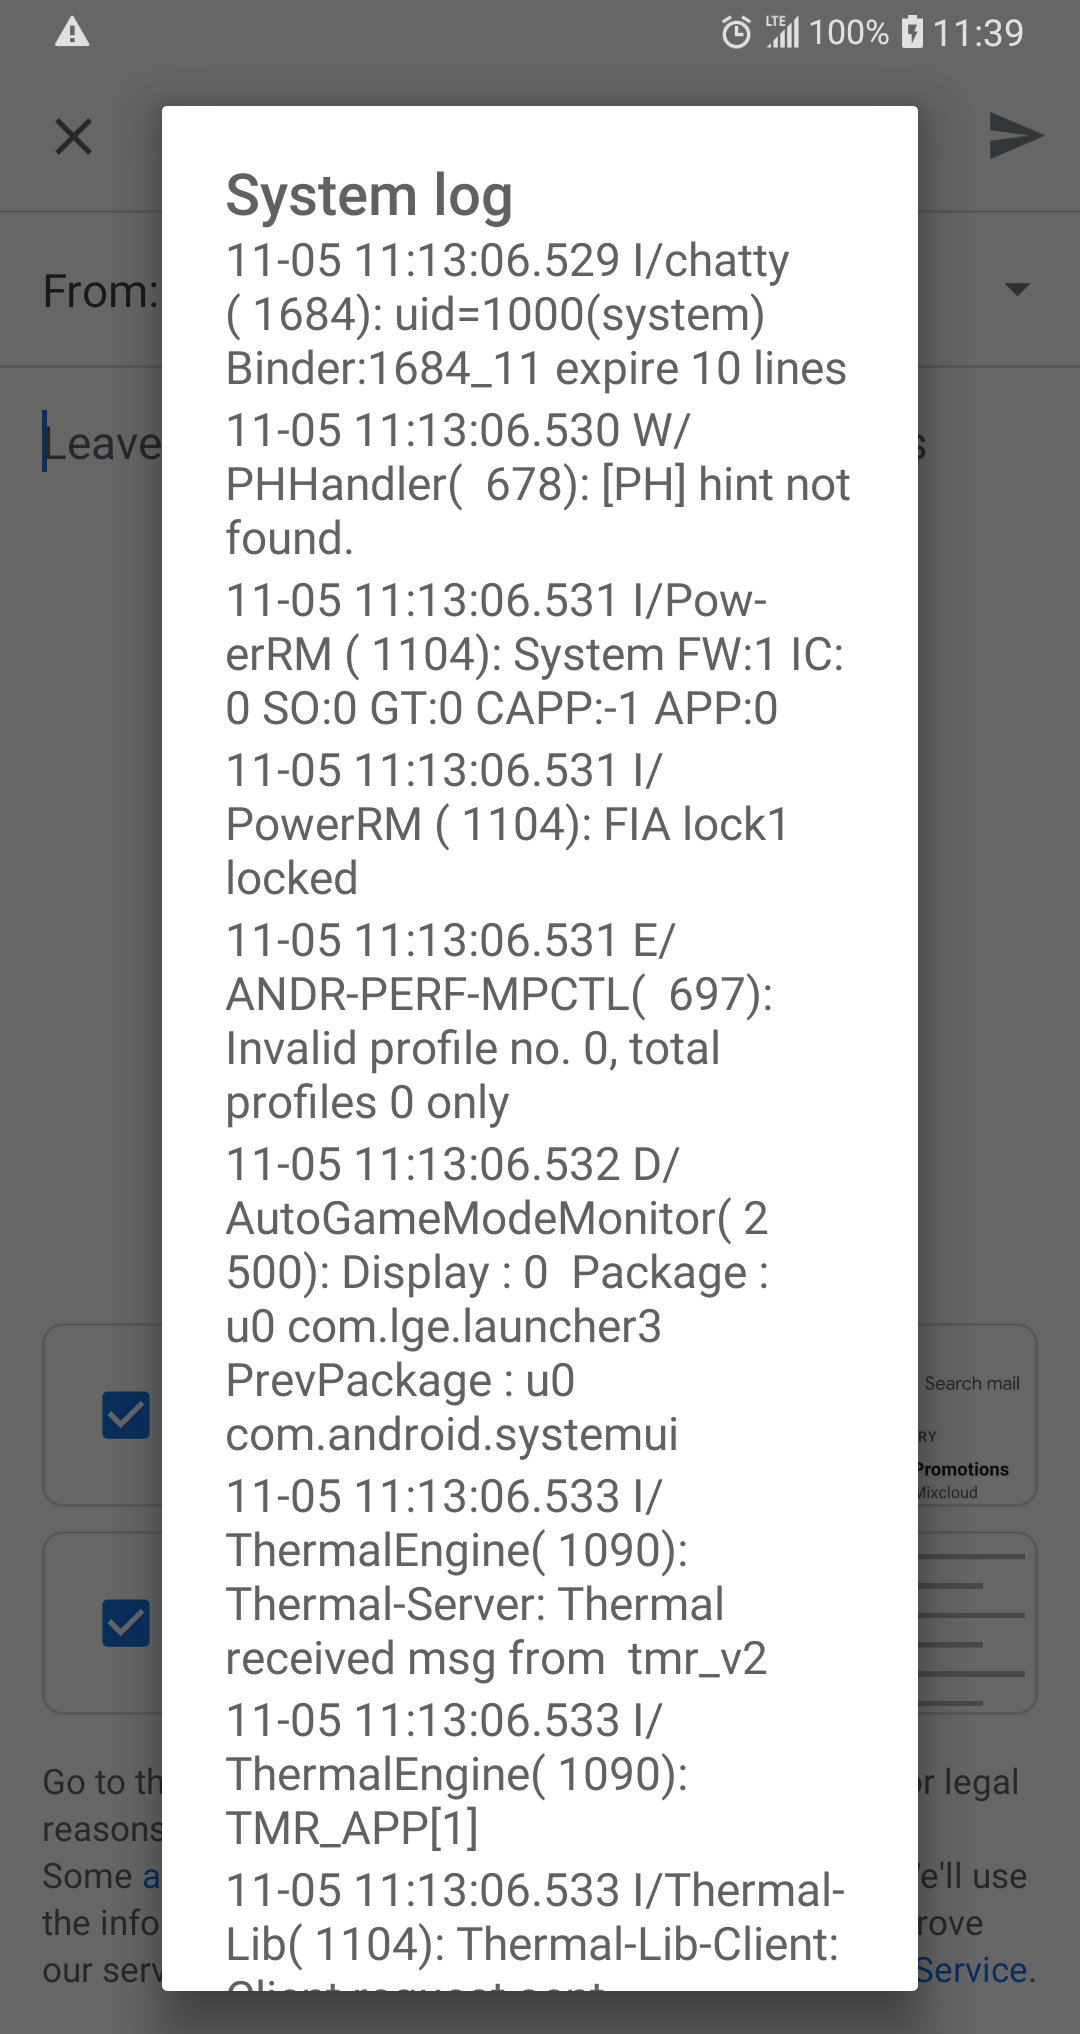 LTE 100% 11:39
System log
11-05 11:13:06.529 I/chatty
( 1684): uid=1000(system)
Binder:1684_11 expire 10 lines
11-05 11:13:06.530 W/
PHHandler(  678): [PH] hint not
found.
11-05 11:13:06.531 I/Pow-
erRM ( 1104): System FW:1 IC:
0 SO:0 GT:0 CAPP:-1 APP:0
11-05 11:13:06.531 I/
PowerRM ( 1104): FIA lock1
locked
11-05 11:13:06.531 E/
ANDR-PERF-MPCTL(  697):
Invalid profile no. 0, total
profiles 0 only
11-05 11:13:06.532 D/
AutoGameModeMonitor( 2
500): Display : 0  Package :
u0 com.lge.launcher3
PrevPackage : u0
com.android.systemui
11-05 11:13:06.533 I/
ThermalEngine( 1090):
Thermal-Server: Thermal
received msg from  tmr_v2
11-05 11:13:06.533 I/
ThermalEngine( 1090):
TMR_APP[1]
11-05 11:13:06.533 I/Thermal-
Lib( 1104): Thermal-Lib-Client:
Client request sent
From:
Leave
Search mail
Promotions
Mixcloud
Go to th
r legal
reasons
Some a
e'll use
the info
rove
our serv
Service.